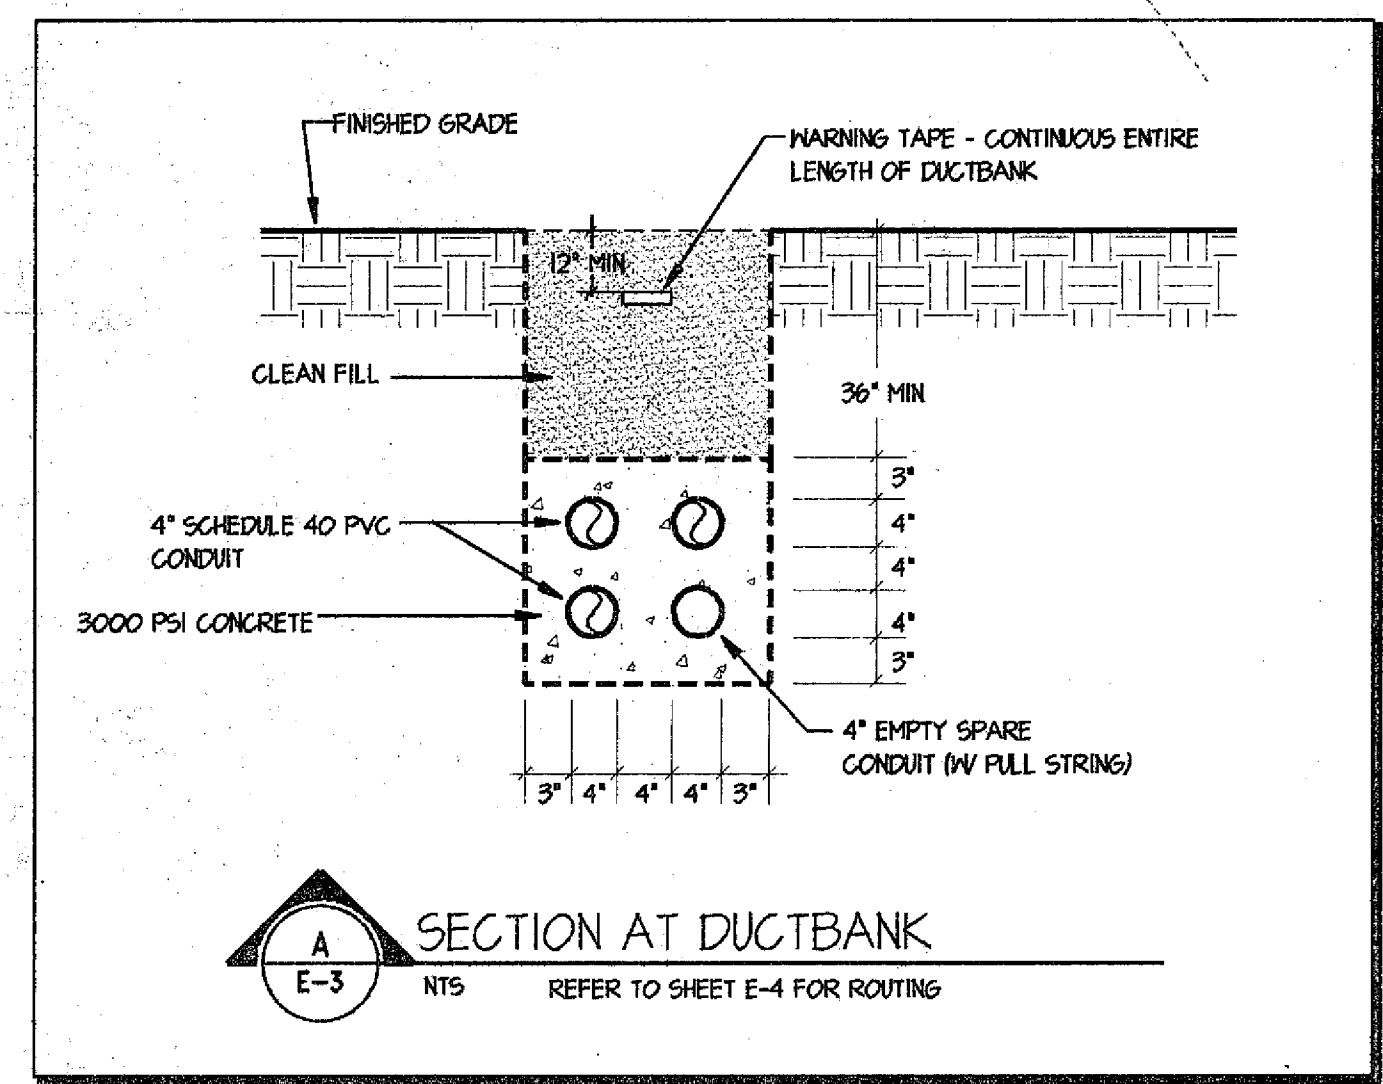 FINISHED GRADE
WARNING TAPE - CONTINUOUS ENTIRE
LENGTH OF DUCTBANK
12" MIN
CLEAN FILL
36" MIN
3"
4"
4"
4"
3"
4" SCHEDULE 40 PVC
CONDUIT
3000 PSI CONCRETE
4" EMPTY SPARE
CONDUIT (W/ PULL STRING)
3" 4" 4" 4" 3"
A
E-3
SECTION AT DUCTBANK
NTS REFER TO SHEET E-4 FOR ROUTING